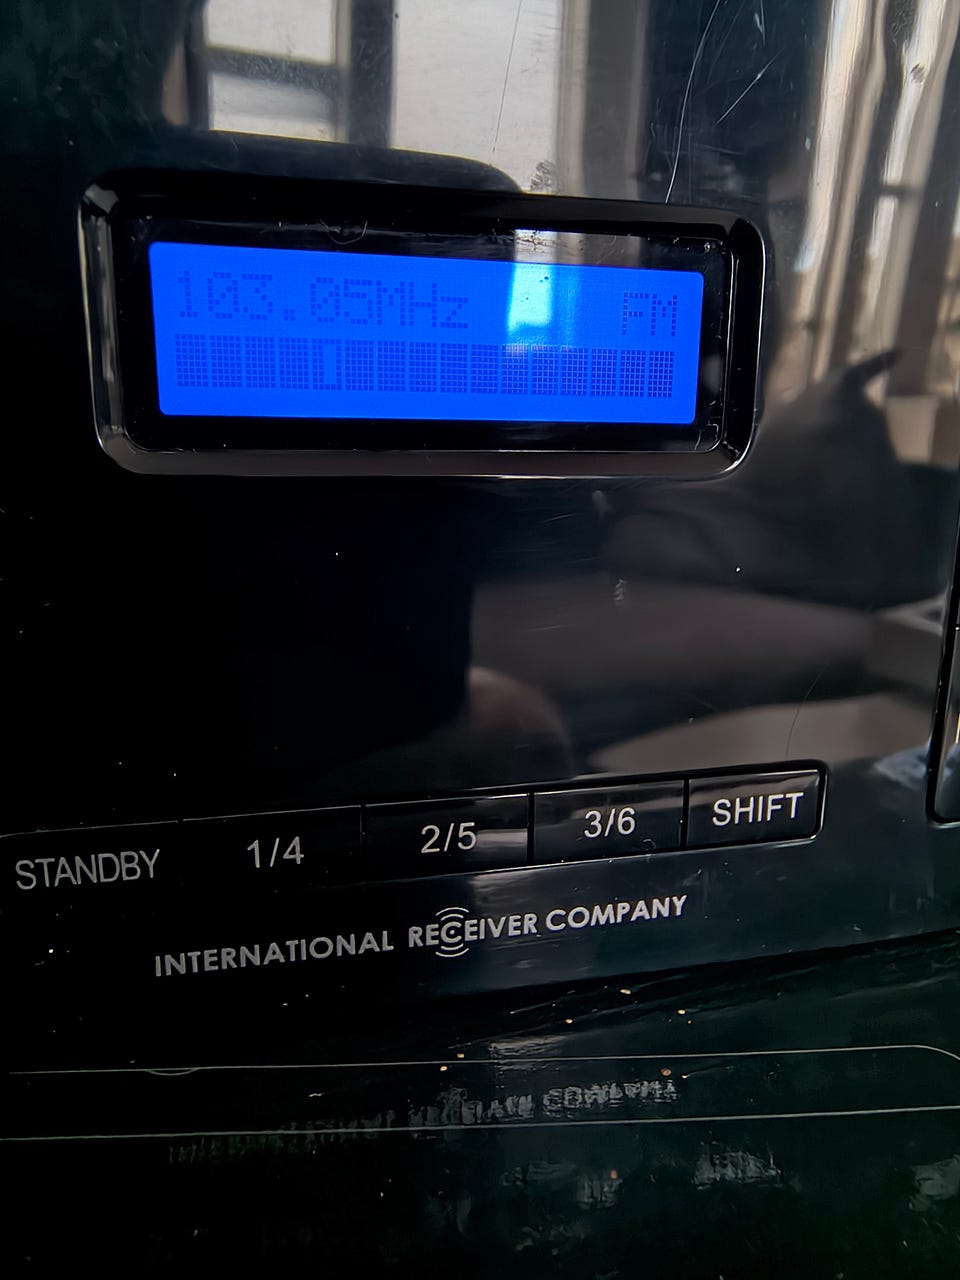 103.05MHz FM
STANDBY 1/4 2/5 3/6 SHIFT
INTERNATIONAL RECEIVER COMPANY